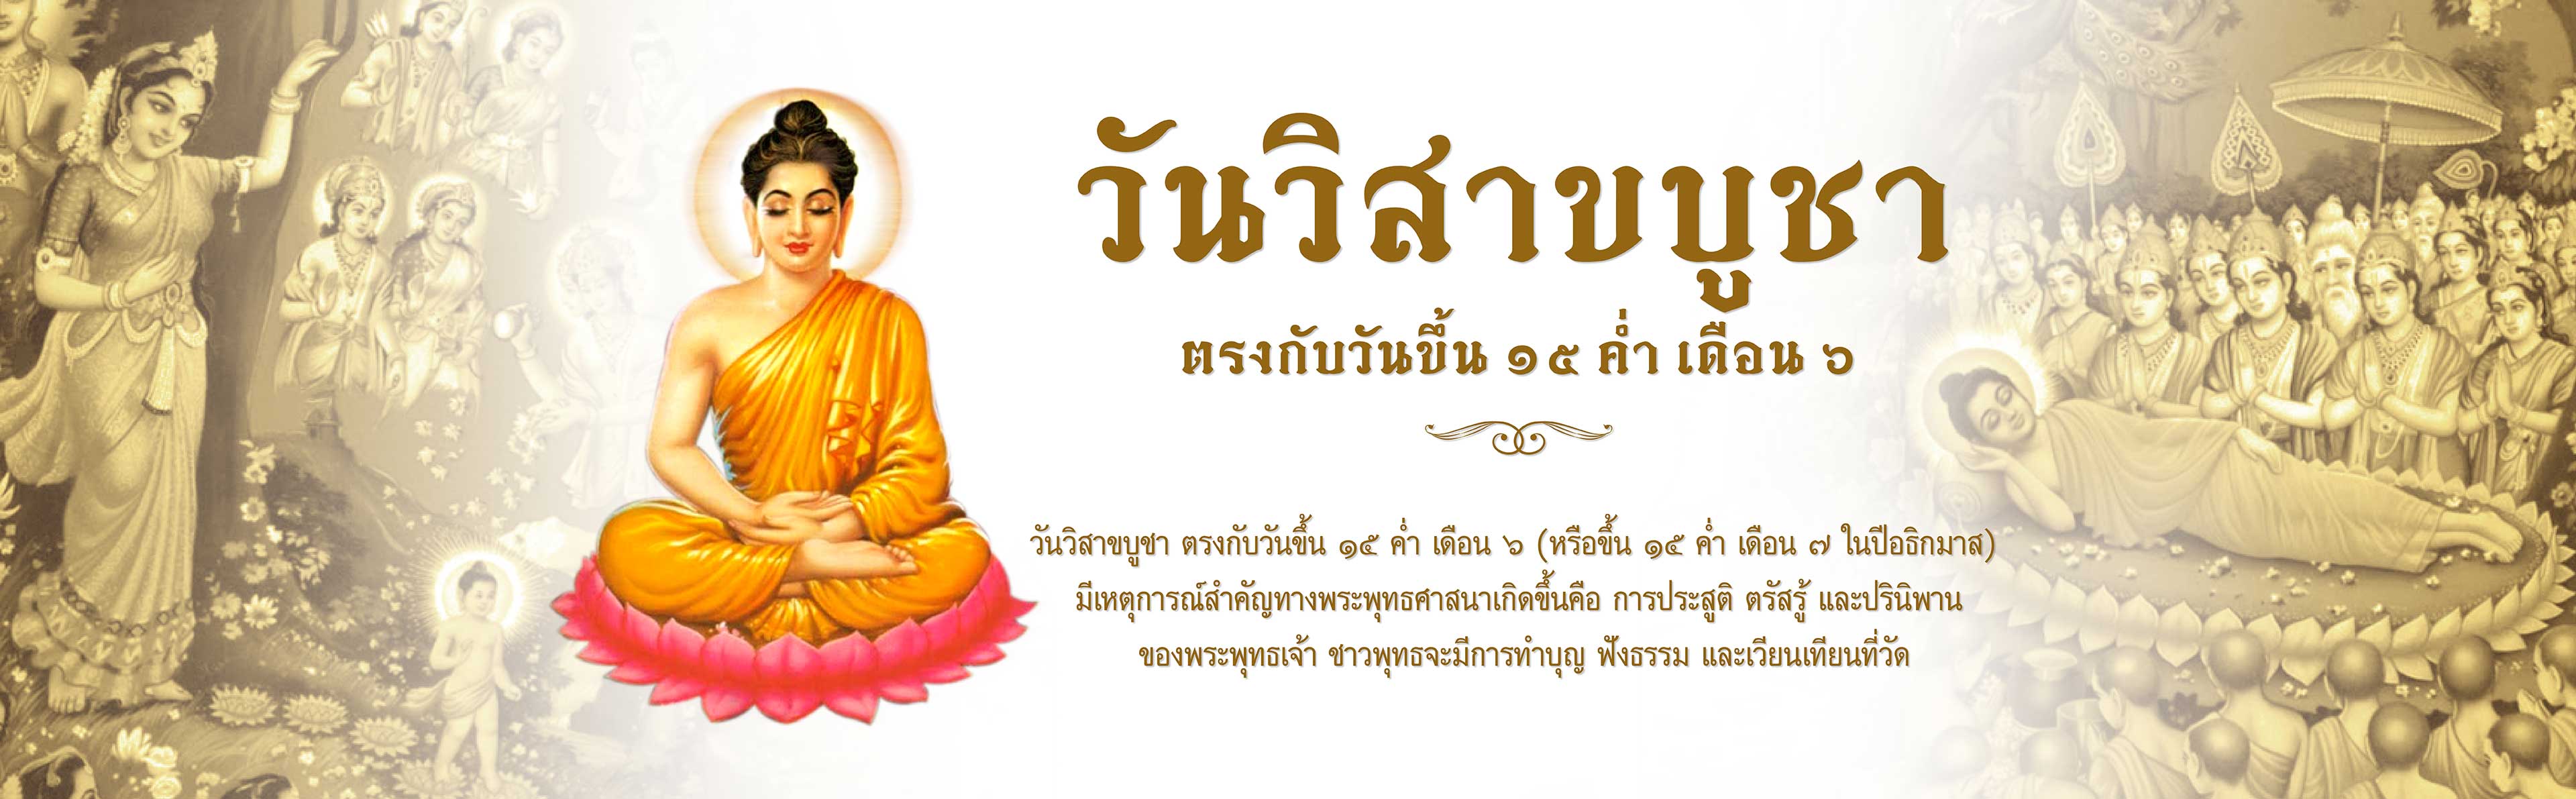 วันวิสาขบูชา
ตรงกับวันขึ้น ๑๕ ค่ำ เดือน ๖
วันวิสาขบูชา ตรงกับวันขึ้น ๑๕ ค่ำ เดือน ๖ (หรือขึ้น ๑๕ ค่ำ เดือน ๗ ในปีอธิกมาส)
มีเหตุการณ์สำคัญทางพระพุทธศาสนาเกิดขึ้นคือ การประสูติ ตรัสรู้ และปรินิพาน
ของพระพุทธเจ้า ชาวพุทธจะมีการทำบุญ ฟังธรรม และเวียนเทียนที่วัด